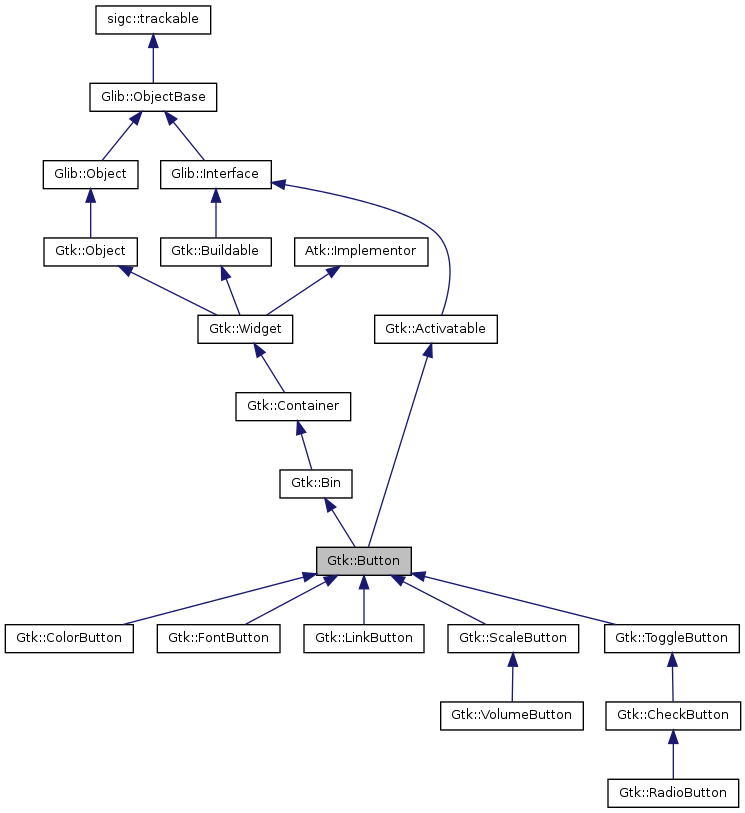 sigc::trackable
Glib::ObjectBase
Glib::Object
Glib::Interface
Gtk::Object
Gtk::Buildable
Atk::Implementor
Gtk::Widget
Gtk::Activatable
Gtk::Container
Gtk::Bin
Gtk::Button
Gtk::ColorButton
Gtk::FontButton
Gtk::LinkButton
Gtk::ScaleButton
Gtk::ToggleButton
Gtk::VolumeButton
Gtk::CheckButton
Gtk::RadioButton